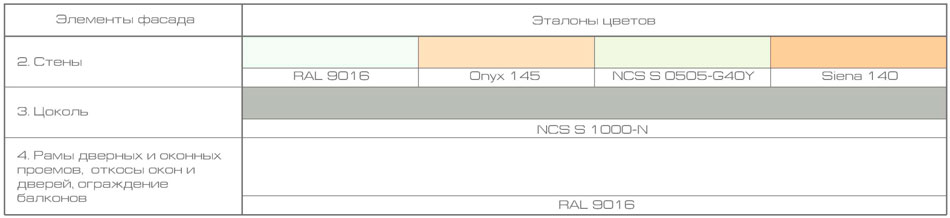 Элементы фасада
Эталоны цветов
2. Стены
RAL 9016
Onyx 145
NCS S 0505-G40Y
Siena 140
3. Цоколь
NCS S 1000-N
4. Рамы дверных и оконных
проемов, откосы окон и
дверей, ограждение
балконов
RAL 9016